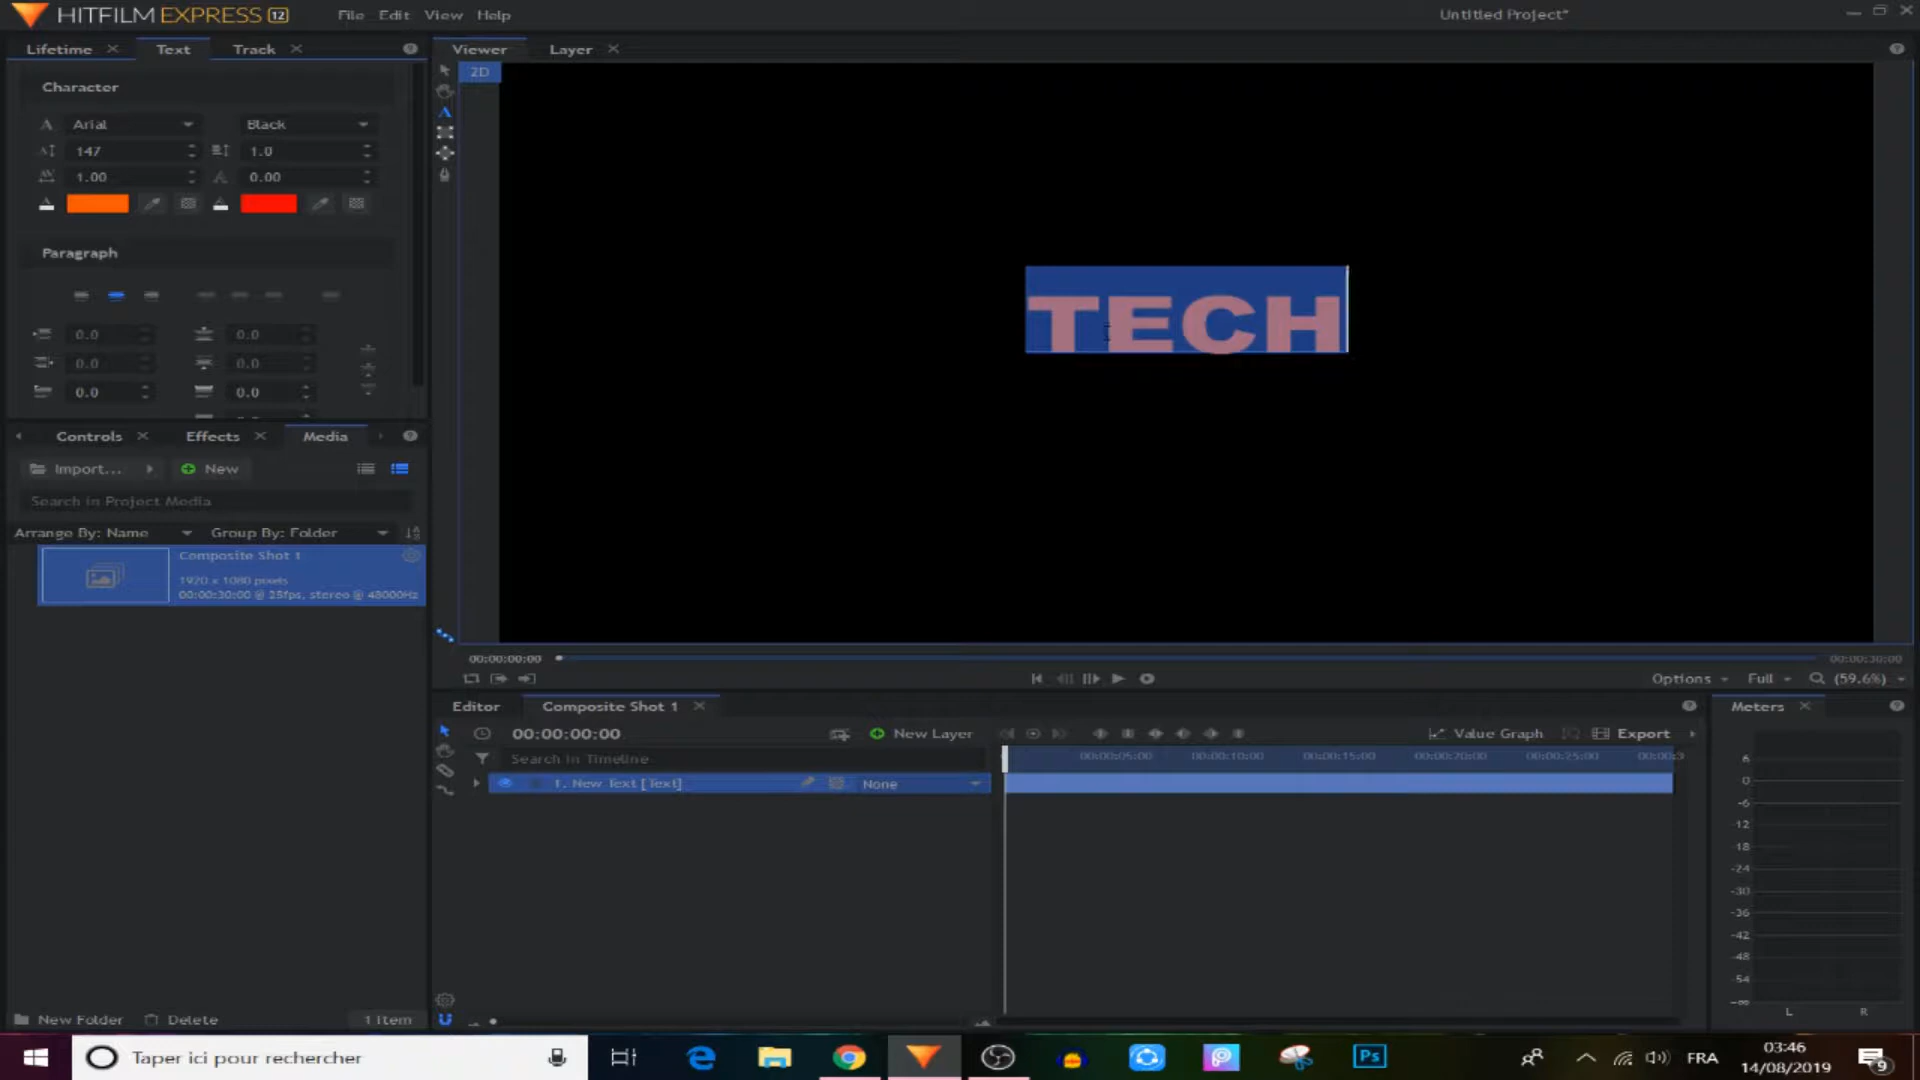 HITFILM EXPRESS 12
File Edit View Help
Untitled Project*
Lifetime Text Track
Viewer Layer
2D
Character
Arial Black
147 1.0
1.00 0.00
Paragraph
0.0 0.0
0.0 0.0
0.0 0.0
TECH
Controls Effects Media
Import... New
Search in Project Media
Arrange By: Name Group By: Folder
Composite Shot 1
1920 x 1080 pixels
00:00:30:00 @ 25fps, stereo @ 48000Hz
00:00:00:00 00:00:30:00
Options Full (59.6%)
Editor Composite Shot 1 Meters
00:00:00:00 New Layer Value Graph Export
Search in Timeline 00:00:05:00 00:00:10:00 00:00:15:00 00:00:20:00 00:00:25:00 00:00:3
1. New Text [Text] None
6
0
-6
-12
-18
-24
-30
-36
-42
-48
-54
-∞
L R
New Folder Delete 1 item
Taper ici pour rechercher
Ps
FRA
03:46
14/08/2019
9